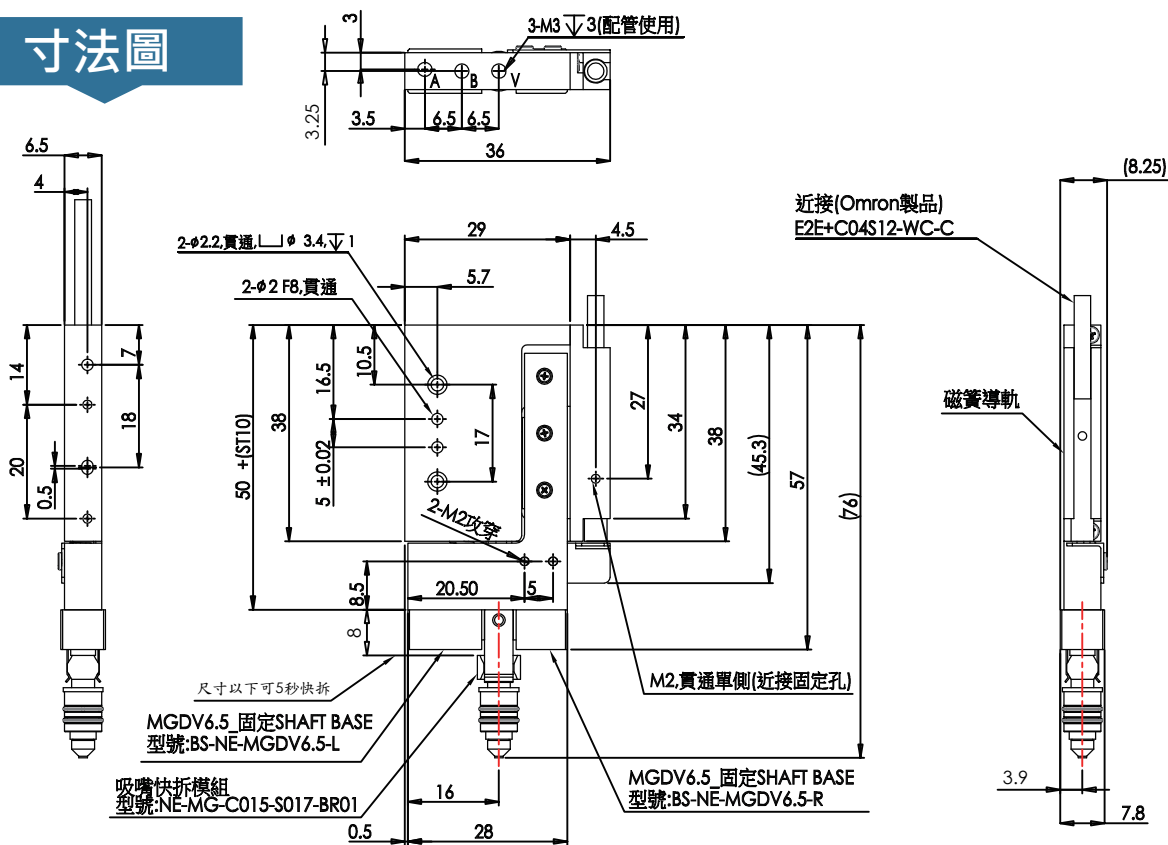 寸法圖
3
3-M3 ↧ 3(配管使用)
A
B
V
3.25
3.5
6.5
6.5
36
6.5
4
(8.25)
近接(Omron製品)
E2E+C04S12-WC-C
29
4.5
2-ϕ2.2,貫通,⌴ ϕ 3.4,↧ 1
5.7
2-ϕ2 F8,貫通
7
14
18
20
0.5
10.5
16.5
38
50 +(ST10)
5 ±0.02
17
27
34
38
(45.3)
57
(76)
磁簧導軌
2-M2攻穿
8.5
20.50
5
8
尺寸以下可5秒快拆
M2,貫通單側(近接固定孔)
MGDV6.5_固定SHAFT BASE
型號:BS-NE-MGDV6.5-L
吸嘴快拆模組
型號:NE-MG-C015-S017-BR01
MGDV6.5_固定SHAFT BASE
型號:BS-NE-MGDV6.5-R
16
0.5
28
3.9
7.8